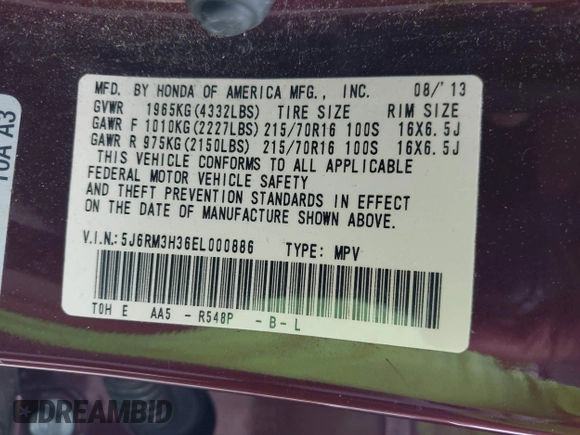 MFD. BY HONDA OF AMERICA MFG., INC. 08/'13
GVWR 1965KG(4332LBS) TIRE SIZE RIM SIZE
GAWR F 1010KG(2227LBS) 215/70R16 100S 16X6.5J
GAWR R 975KG(2150LBS) 215/70R16 100S 16X6.5J
THIS VEHICLE CONFORMS TO ALL APPLICABLE
FEDERAL MOTOR VEHICLE SAFETY
AND THEFT PREVENTION STANDARDS IN EFFECT
ON THE DATE OF MANUFACTURE SHOWN ABOVE.
V.I.N.:5J6RM3H36EL000886 TYPE: MPV
T0H E AA5 - R548P - B - L
10A A3
DREAMBID